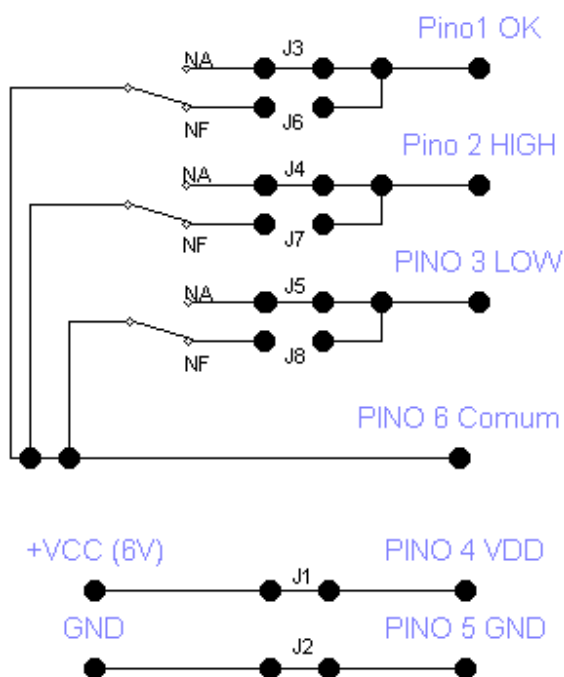 Pino1 OK
NA J3
NF J6
Pino 2 HIGH
NA J4
NF J7
PINO 3 LOW
NA J5
NF J8
PINO 6 Comum
+VCC (6V) J1 PINO 4 VDD
GND J2 PINO 5 GND